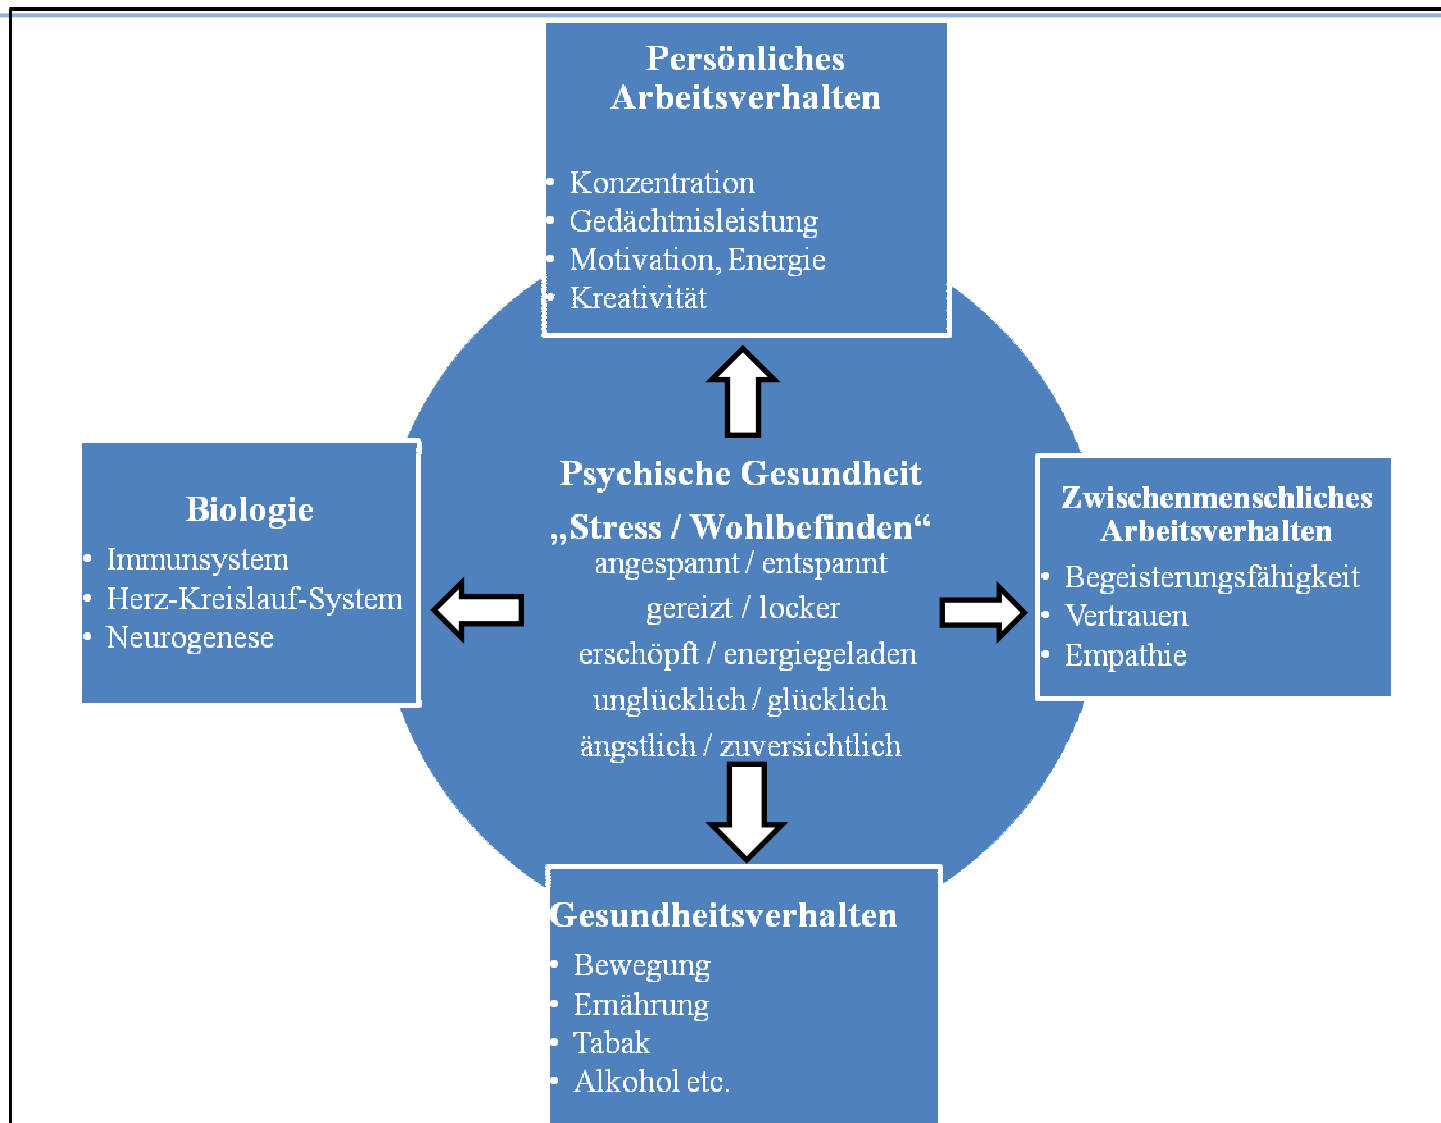 Persönliches
Arbeitsverhalten
• Konzentration
• Gedächtnisleistung
• Motivation, Energie
• Kreativität
Biologie
• Immunsystem
• Herz-Kreislauf-System
• Neurogenese
Psychische Gesundheit
„Stress / Wohlbefinden“
angespannt / entspannt
gereizt / locker
erschöpft / energiegeladen
unglücklich / glücklich
ängstlich / zuversichtlich
Zwischenmenschliches
Arbeitsverhalten
• Begeisterungsfähigkeit
• Vertrauen
• Empathie
Gesundheitsverhalten
• Bewegung
• Ernährung
• Tabak
• Alkohol etc.